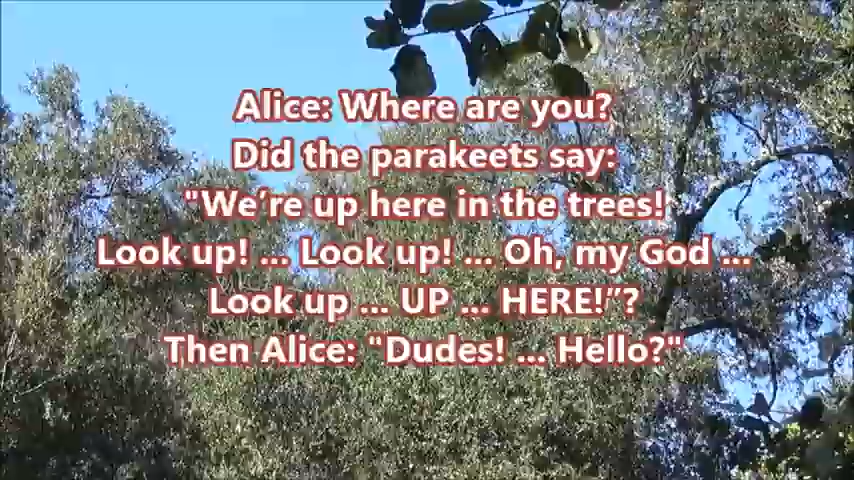 Alice: Where are you?
Did the parakeets say:
"We’re up here in the trees!
Look up! ... Look up! ... Oh, my God ...
Look up ... UP ... HERE!”?
Then Alice: "Dudes! ... Hello?"